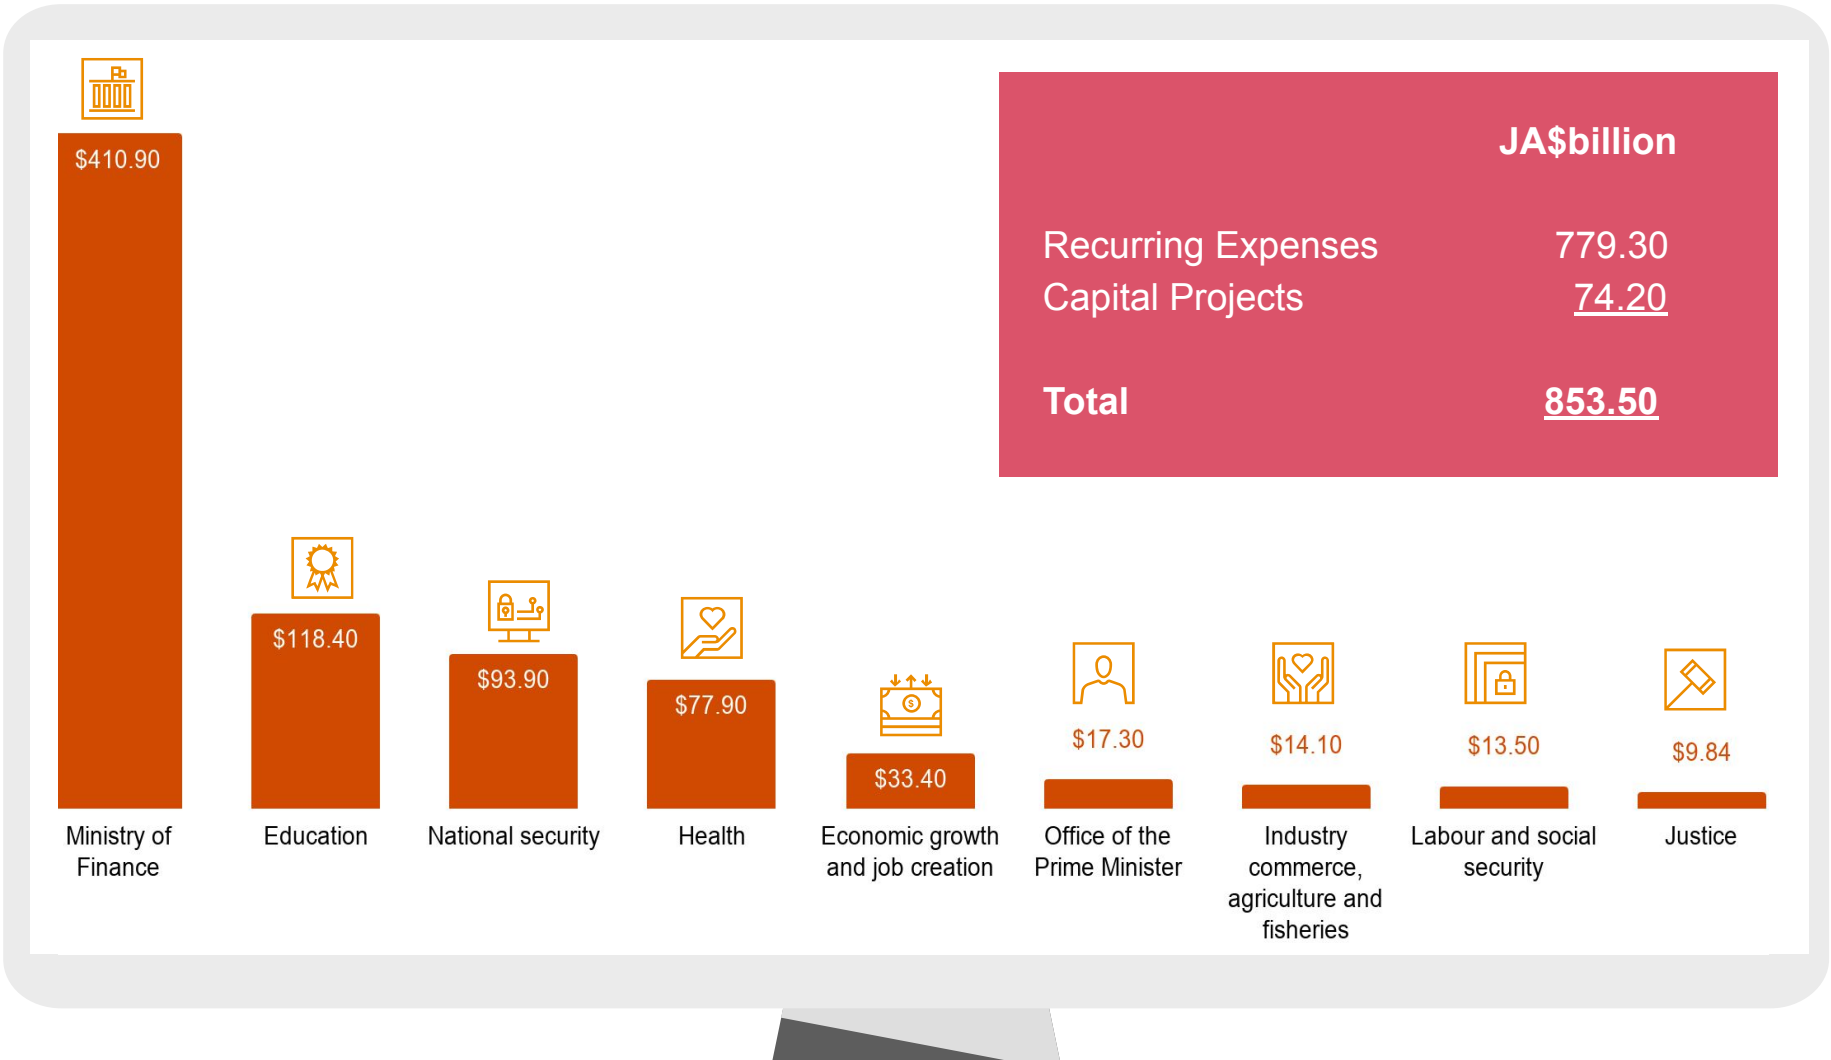 JA$billion
Recurring Expenses 779.30
Capital Projects 74.20
Total 853.50
$410.90
$118.40
$93.90
$77.90
$33.40
$17.30
$14.10
$13.50
$9.84
Ministry of
Finance
Education
National security
Health
Economic growth
and job creation
Office of the
Prime Minister
Industry
commerce,
agriculture and
fisheries
Labour and social
security
Justice
$